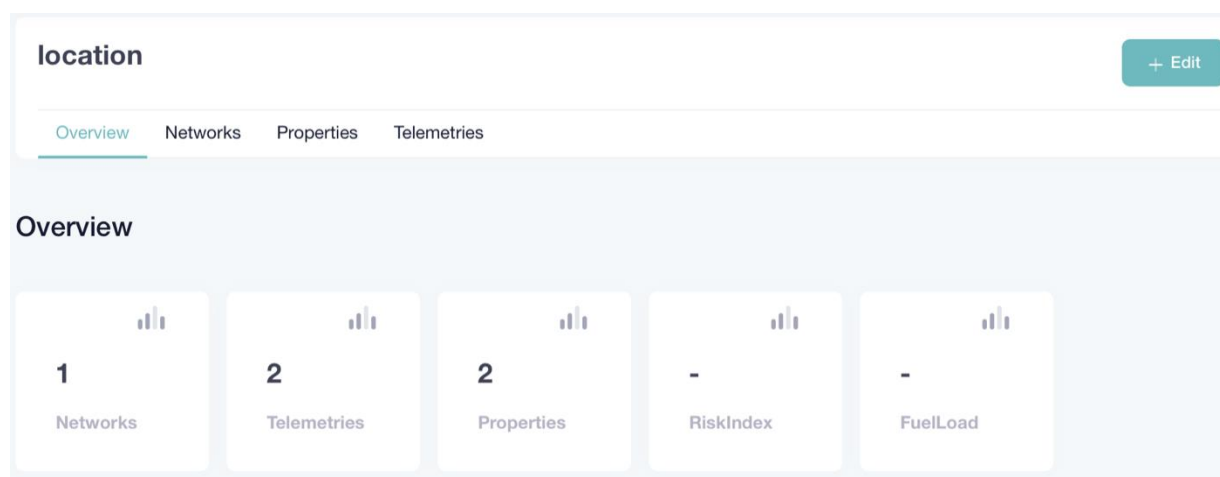 location
+ Edit
Overview Networks Properties Telemetries
Overview
1 2 2 - -
Networks Telemetries Properties RiskIndex FuelLoad